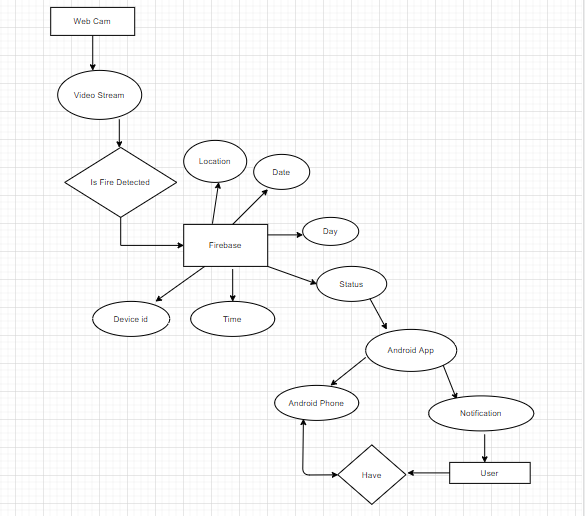 Web Cam
Video Stream
Is Fire Detected
Location
Date
Firebase
Day
Status
Device id
Time
Android App
Android Phone
Notification
Have
User